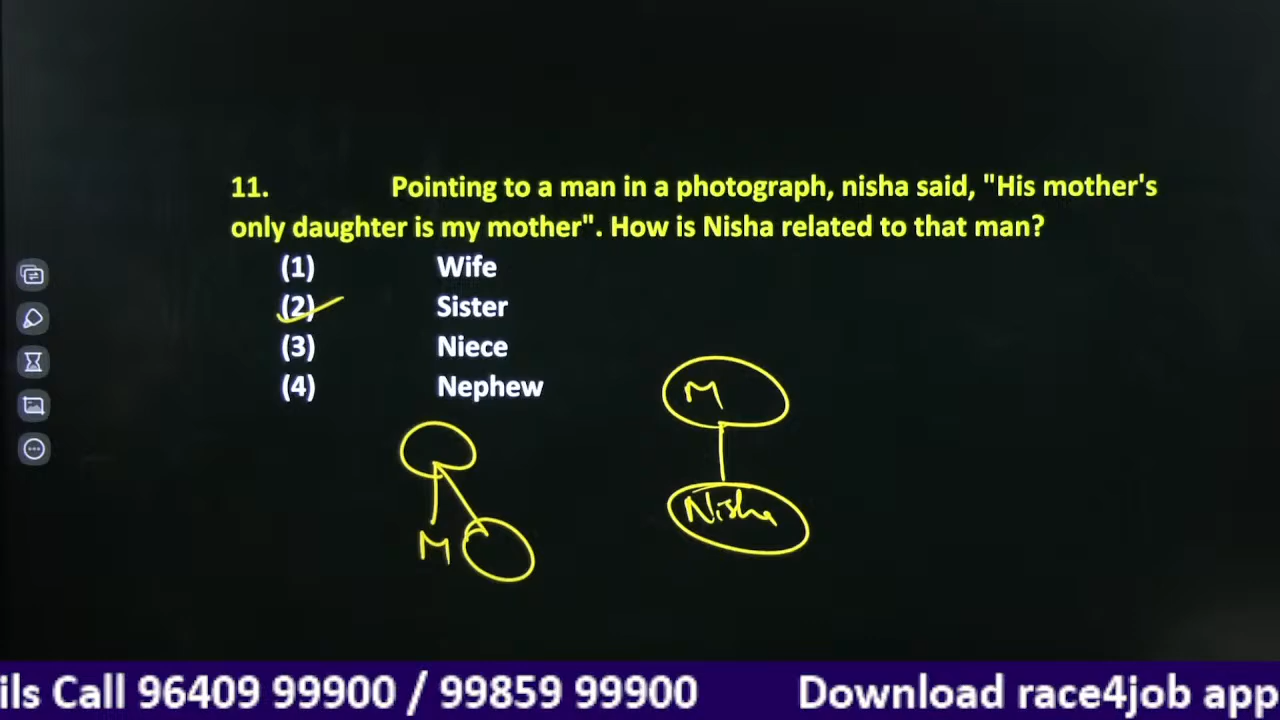 11. Pointing to a man in a photograph, nisha said, "His mother's
only daughter is my mother". How is Nisha related to that man?
(1) Wife
(2) Sister
(3) Niece
(4) Nephew
M
Nisha
M
ils Call 96409 99900 / 99859 99900 Download race4job app